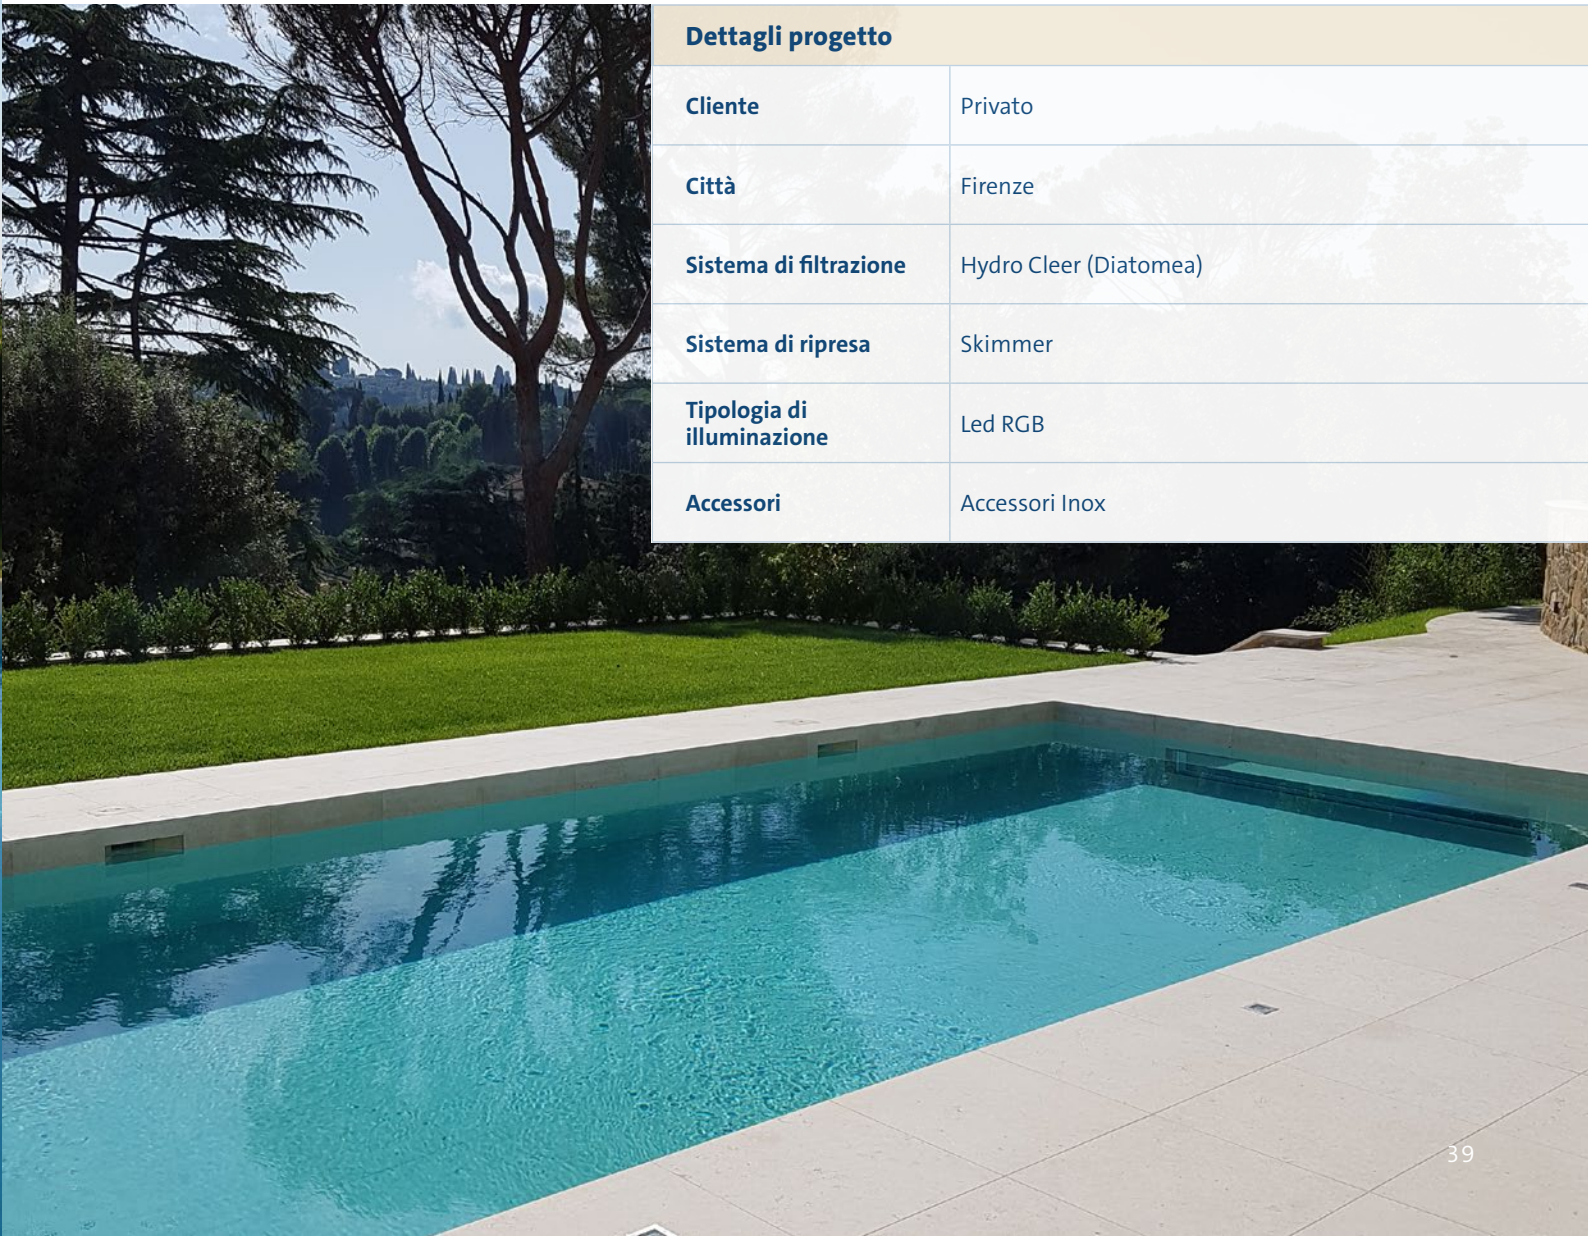 Dettagli progetto
Cliente Privato
Città Firenze
Sistema di filtrazione Hydro Cleer (Diatomea)
Sistema di ripresa Skimmer
Tipologia di
illuminazione Led RGB
Accessori Accessori Inox
39